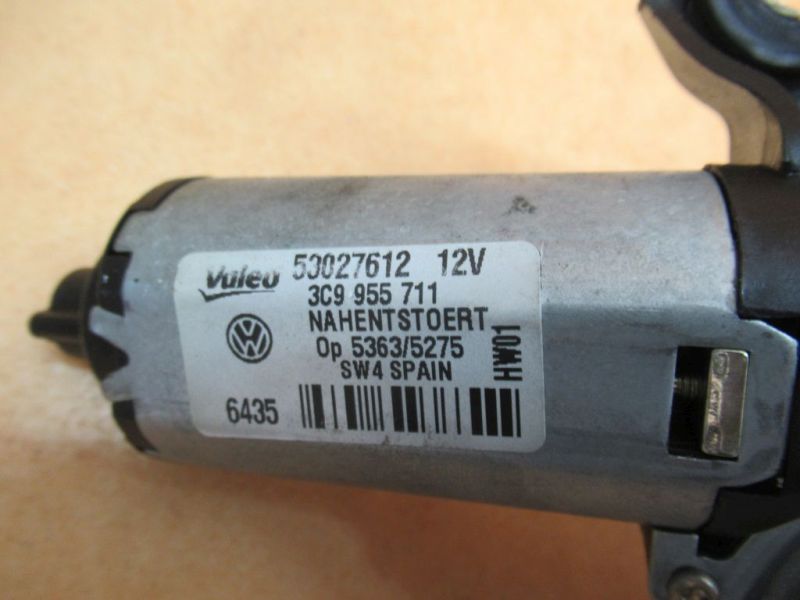 Valeo 53027612 12V
3C9 955 711
NAHENTSTOERT
Op 5363/5275
SW4 SPAIN
HW01
6435